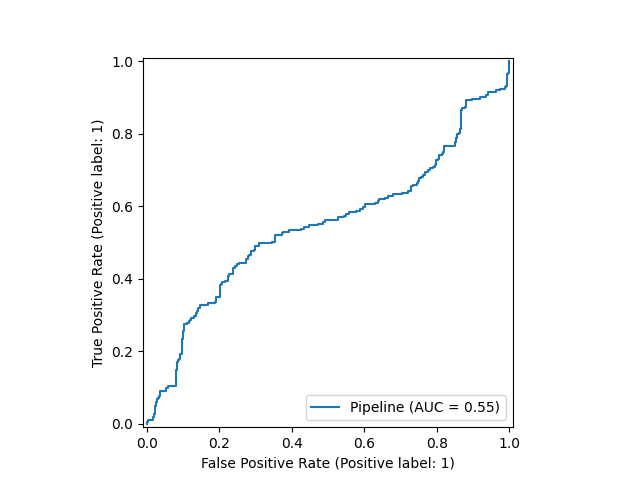 1.0
0.8
0.6
0.4
0.2
0.0
True Positive Rate (Positive label: 1)
Pipeline (AUC = 0.55)
0.0 0.2 0.4 0.6 0.8 1.0
False Positive Rate (Positive label: 1)